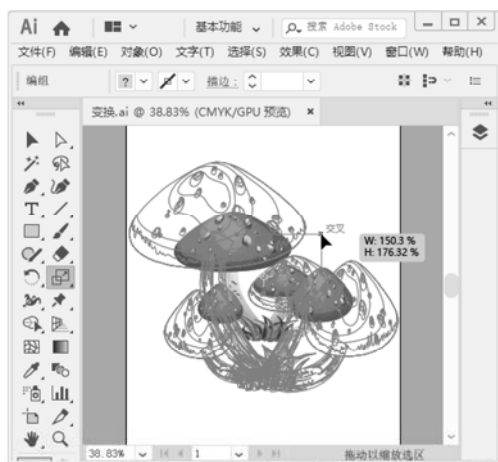 Ai 基本功能 搜索 Adobe Stock
文件(F) 编辑(E) 对象(O) 文字(T) 选择(S) 效果(C) 视图(V) 窗口(W) 帮助(H)
编组 ? 描边:
变换.ai @ 38.83% (CMYK/GPU 预览) ×
交叉
W: 150.3 %
H: 176.32 %
38.83% 1 拖动以缩放选区